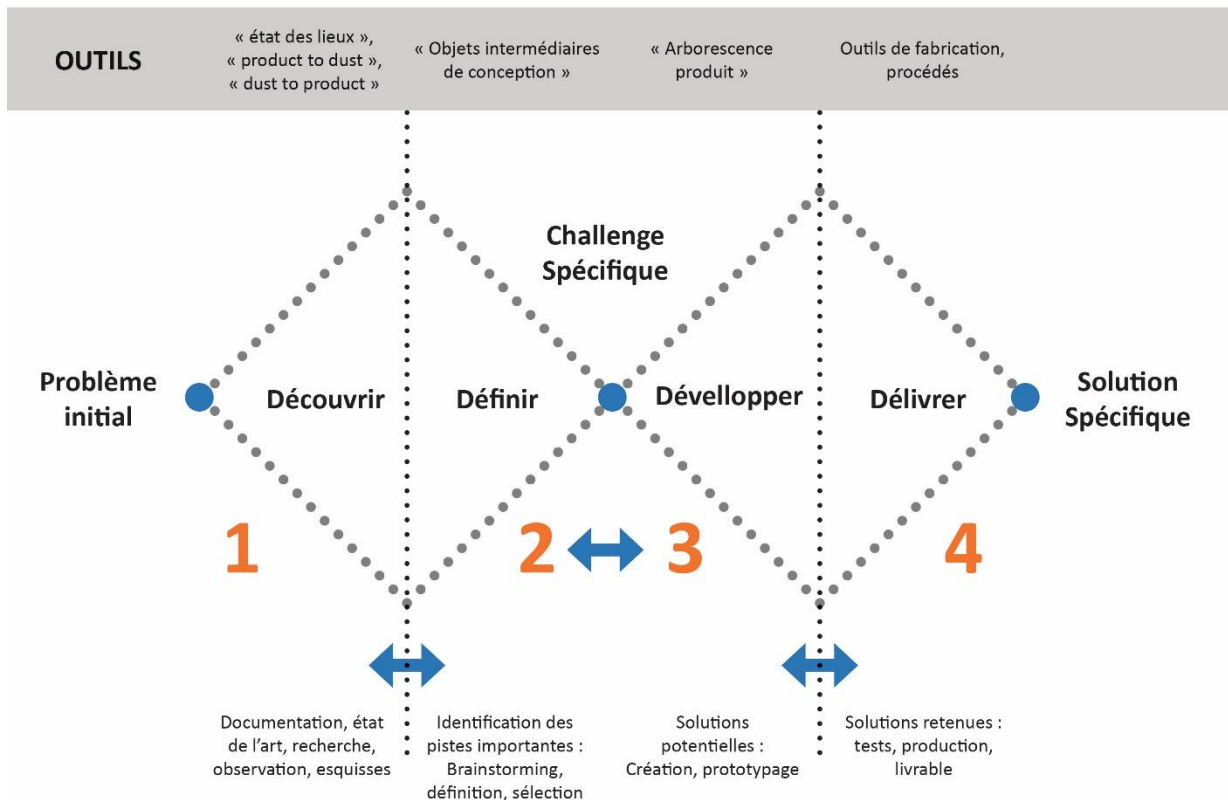 OUTILS
« état des lieux »,
« product to dust »,
« dust to product »
« Objets intermédiaires
de conception »
« Arborescence
produit »
Outils de fabrication,
procédés
Challenge
Spécifique
Problème
initial
Découvrir
Définir
Dévellopper
Délivrer
Solution
Spécifique
1
2
3
4
Documentation, état
de l’art, recherche,
observation, esquisses
Identification des
pistes importantes :
Brainstorming,
définition, sélection
Solutions
potentielles :
Création, prototypage
Solutions retenues :
tests, production,
livrable